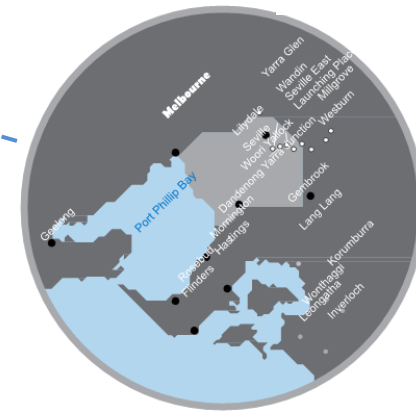 Yarra Glen
Wandin
Seville East
Launching Plac
Millgrove
Melbourne
Wesburn
Lilydale
Seville
Woori Yallock
Yarra Junction
Dandenong
Gembrook
Port Phillip Bay
Mornington
Lang Lang
Geelong
Hastings
Rosebud
Flinders
Korumburra
Wonthaggi
Leongatha
Inverloch